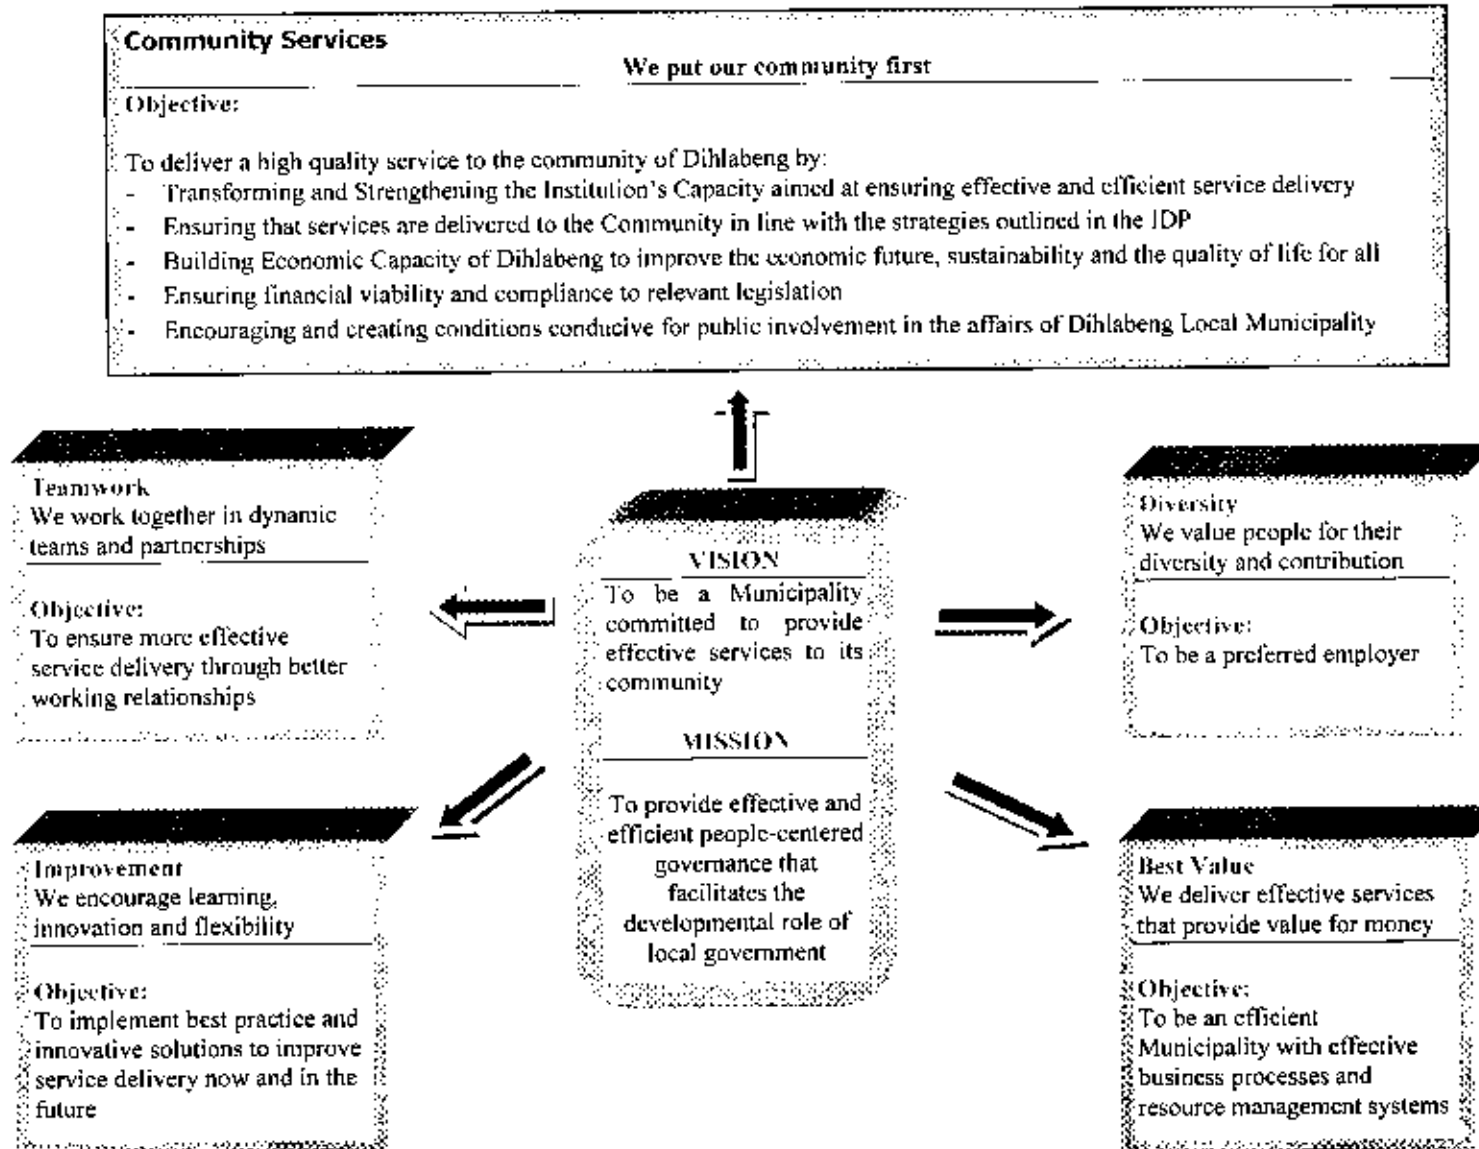 Community Services
We put our community first
Objective:
To deliver a high quality service to the community of Dihlabeng by:
- Transforming and Strengthening the Institution's Capacity aimed at ensuring effective and efficient service delivery
- Ensuring that services are delivered to the Community in line with the strategies outlined in the IDP
- Building Economic Capacity of Dihlabeng to improve the economic future, sustainability and the quality of life for all
- Ensuring financial viability and compliance to relevant legislation
- Encouraging and creating conditions conducive for public involvement in the affairs of Dihlabeng Local Municipality
Teamwork
We work together in dynamic
teams and partnerships
Objective:
To ensure more effective
service delivery through better
working relationships
VISION
To be a Municipality
committed to provide
effective services to its
community
MISSION
To provide effective and
efficient people-centered
governance that
facilitates the
developmental role of
local government
Diversity
We value people for their
diversity and contribution
Objective:
To be a preferred employer
Improvement
We encourage learning,
innovation and flexibility
Objective:
To implement best practice and
innovative solutions to improve
service delivery now and in the
future
Best Value
We deliver effective services
that provide value for money
Objective:
To be an efficient
Municipality with effective
business processes and
resource management systems